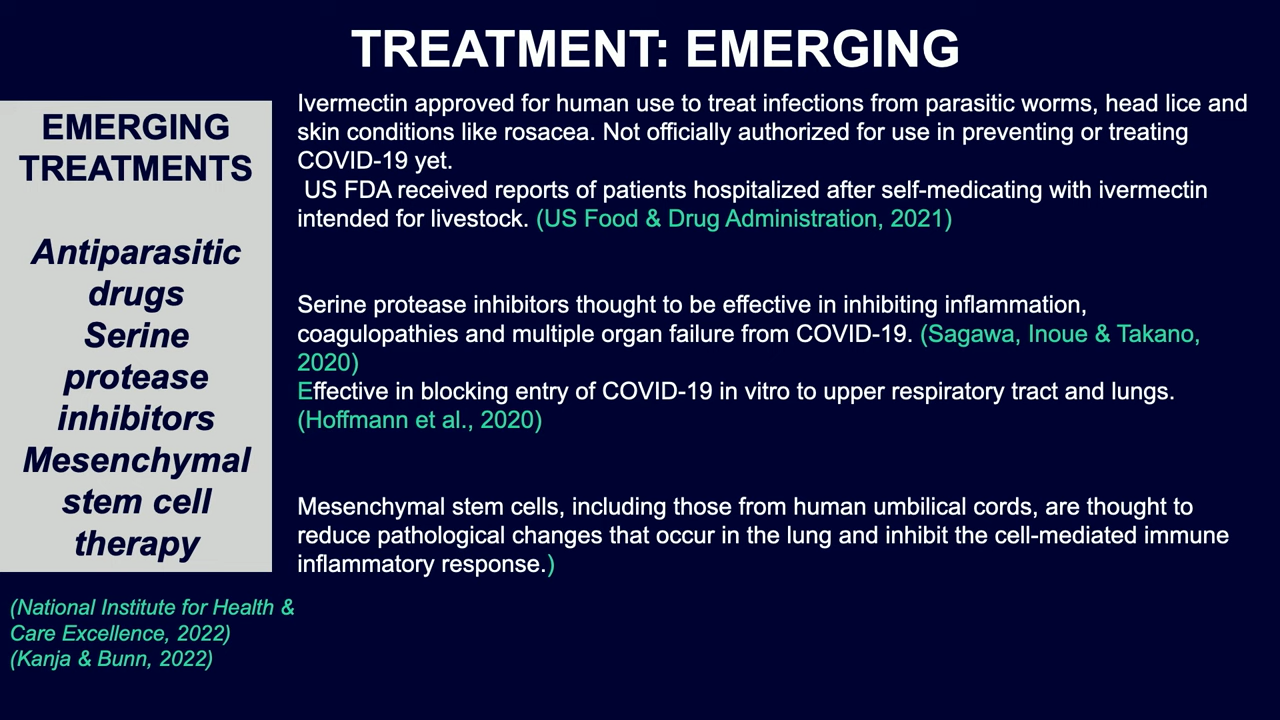 TREATMENT: EMERGING
EMERGING
TREATMENTS
Antiparasitic
drugs
Serine
protease
inhibitors
Mesenchymal
stem cell
therapy
(National Institute for Health &
Care Excellence, 2022)
(Kanja & Bunn, 2022)
Ivermectin approved for human use to treat infections from parasitic worms, head lice and
skin conditions like rosacea. Not officially authorized for use in preventing or treating
COVID-19 yet.
US FDA received reports of patients hospitalized after self-medicating with ivermectin
intended for livestock. (US Food & Drug Administration, 2021)
Serine protease inhibitors thought to be effective in inhibiting inflammation,
coagulopathies and multiple organ failure from COVID-19. (Sagawa, Inoue & Takano,
2020)
Effective in blocking entry of COVID-19 in vitro to upper respiratory tract and lungs.
(Hoffmann et al., 2020)
Mesenchymal stem cells, including those from human umbilical cords, are thought to
reduce pathological changes that occur in the lung and inhibit the cell-mediated immune
inflammatory response.)